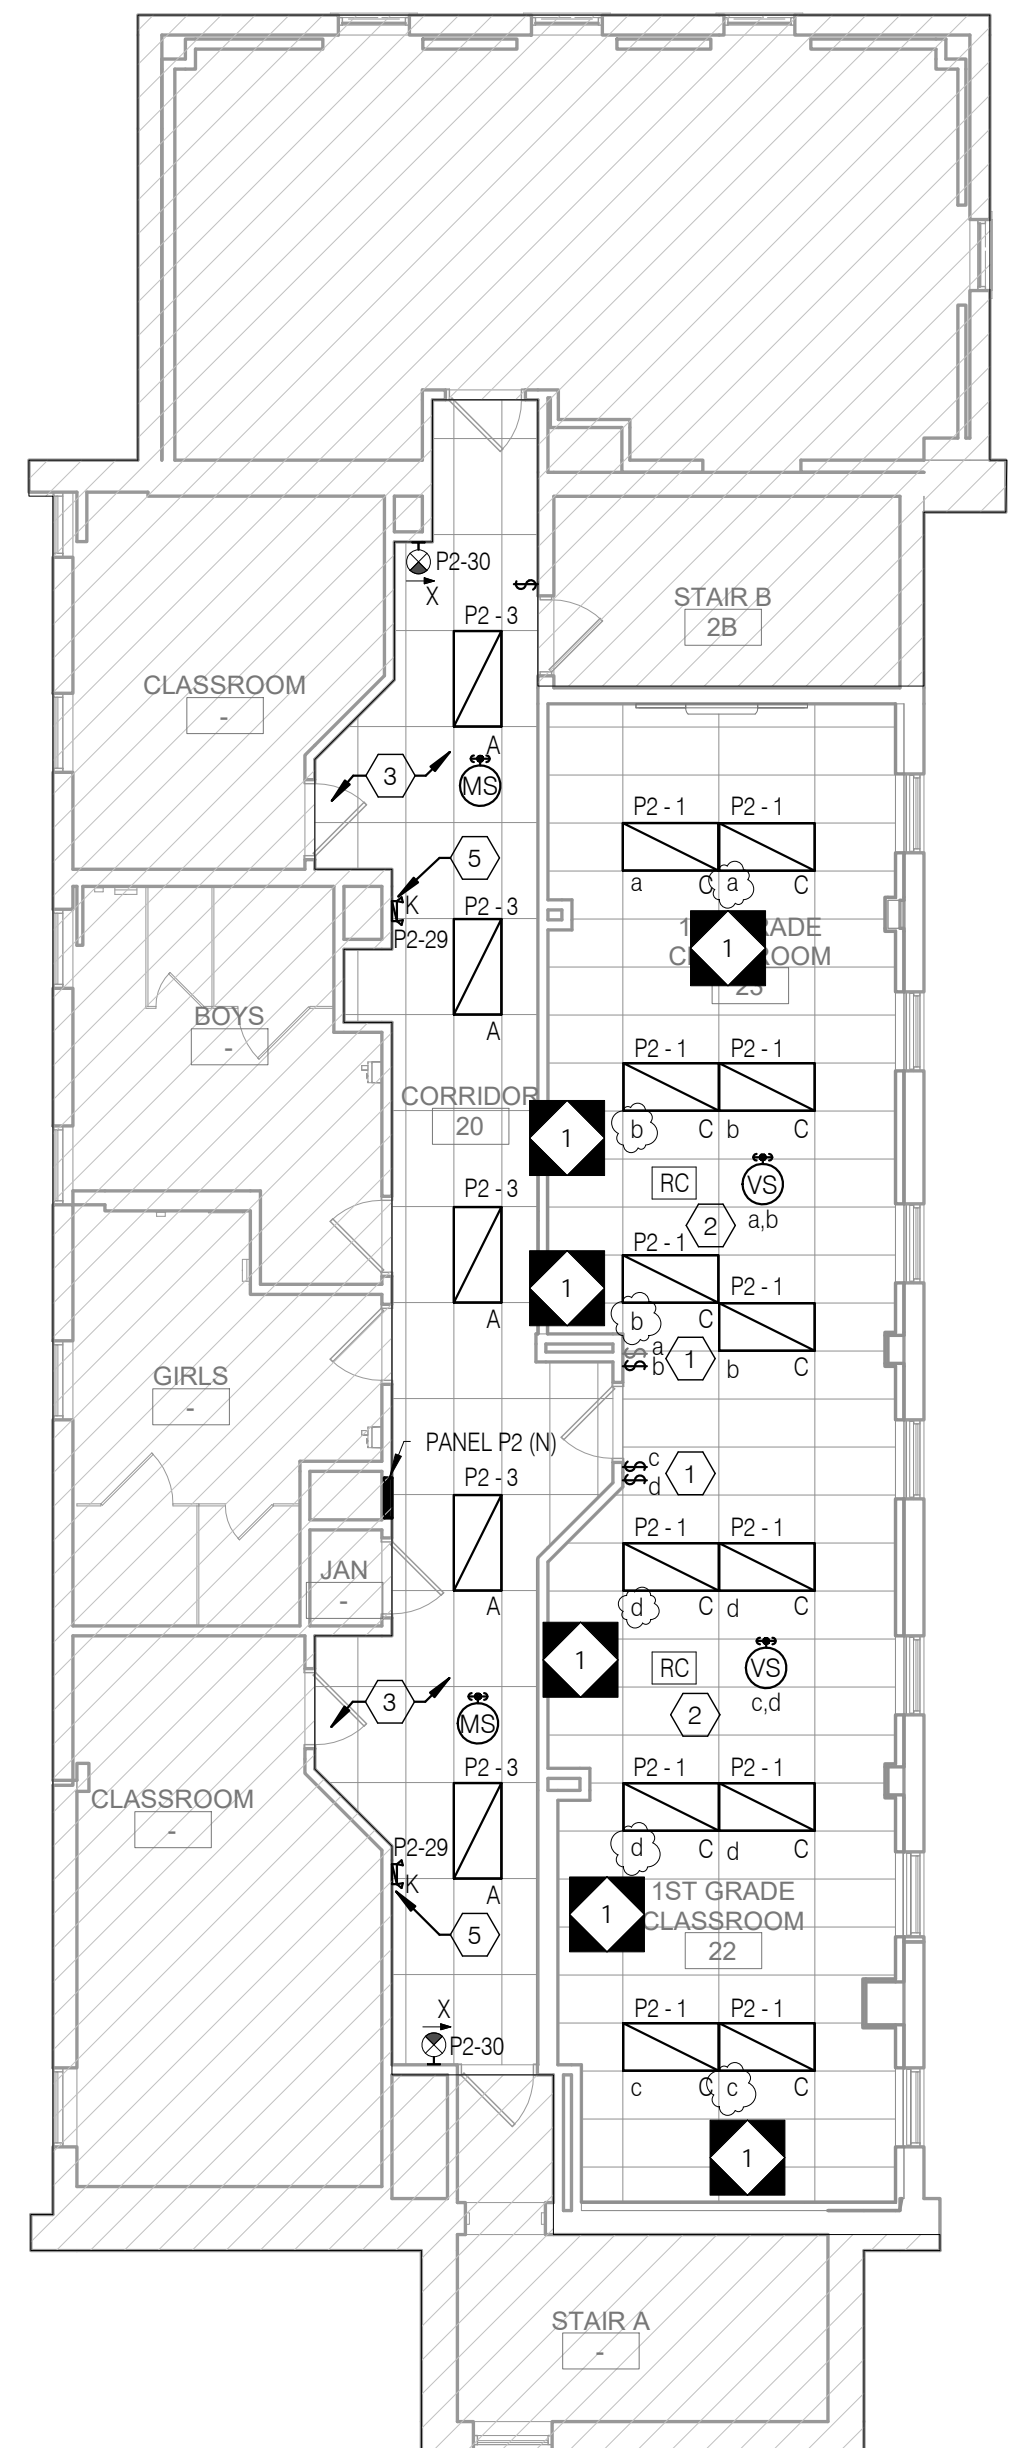 P2-30
X
STAIR B
2B
P2 - 3
CLASSROOM
-
A
3
MS
P2 - 1 P2 - 1
5
a C a C
K
P2 - 3
P2-29
1
23
BOYS
-
A
P2 - 1 P2 - 1
CORRIDOR
20
1
b C b C
RC VS
a,b
P2 - 3
2
P2 - 1
1
P2 - 1
b C
A
a
b
1
b C
GIRLS
-
PANEL P2 (N)
c
d
1
P2 - 3
P2 - 1 P2 - 1
JAN
-
A
d C d C
1
RC VS
c,d
3
MS
2
P2 - 3
P2 - 1 P2 - 1
CLASSROOM
-
P2-29
K
A
d C d C
5
1
1ST GRADE
CLASSROOM
22
X
P2-30
P2 - 1 P2 - 1
c C c C
1
STAIR A
-